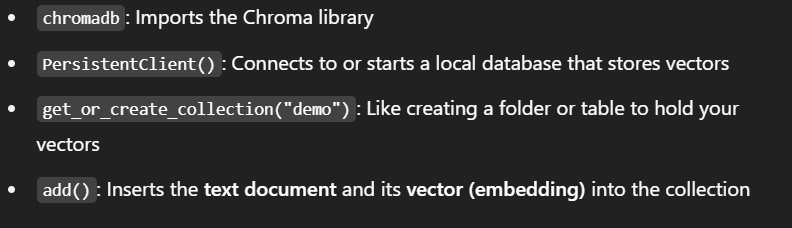 • chromadb: Imports the Chroma library
• PersistentClient(): Connects to or starts a local database that stores vectors
• get_or_create_collection("demo"): Like creating a folder or table to hold your
vectors
• add(): Inserts the text document and its vector (embedding) into the collection